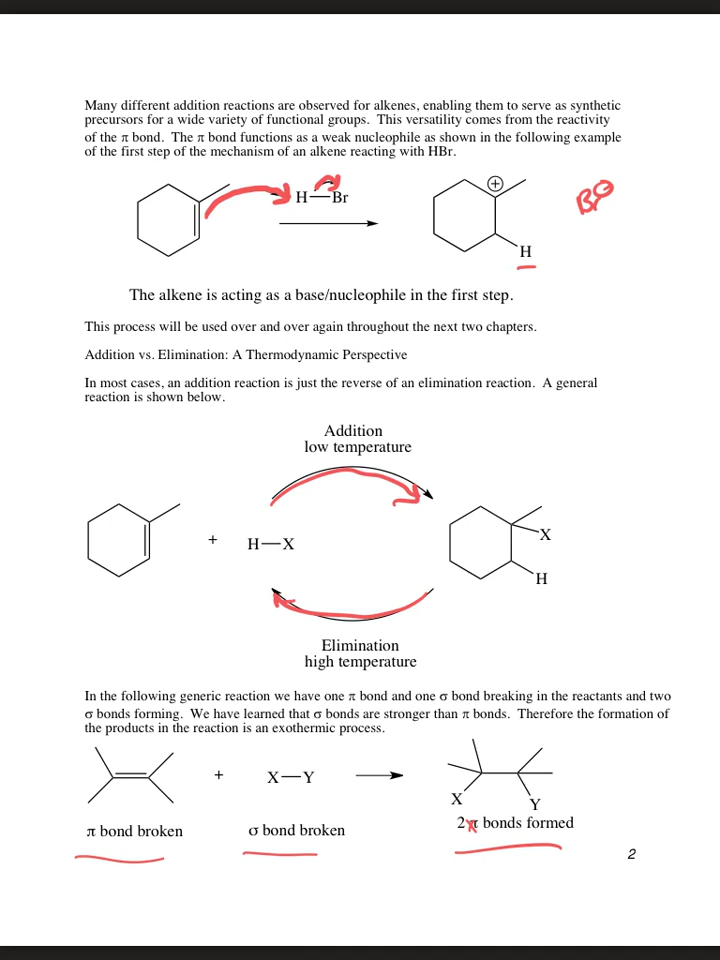 Many different addition reactions are observed for alkenes, enabling them to serve as synthetic
precursors for a wide variety of functional groups. This versatility comes from the reactivity
of the π bond. The π bond functions as a weak nucleophile as shown in the following example
of the first step of the mechanism of an alkene reacting with HBr.
H—Br
⊕
Br⊖
H
The alkene is acting as a base/nucleophile in the first step.
This process will be used over and over again throughout the next two chapters.
Addition vs. Elimination: A Thermodynamic Perspective
In most cases, an addition reaction is just the reverse of an elimination reaction. A general
reaction is shown below.
Addition
low temperature
+
H—X
X
H
Elimination
high temperature
In the following generic reaction we have one π bond and one σ bond breaking in the reactants and two
σ bonds forming. We have learned that σ bonds are stronger than π bonds. Therefore the formation of
the products in the reaction is an exothermic process.
+
X—Y
X
Y
π bond broken
σ bond broken
2 π bonds formed
2